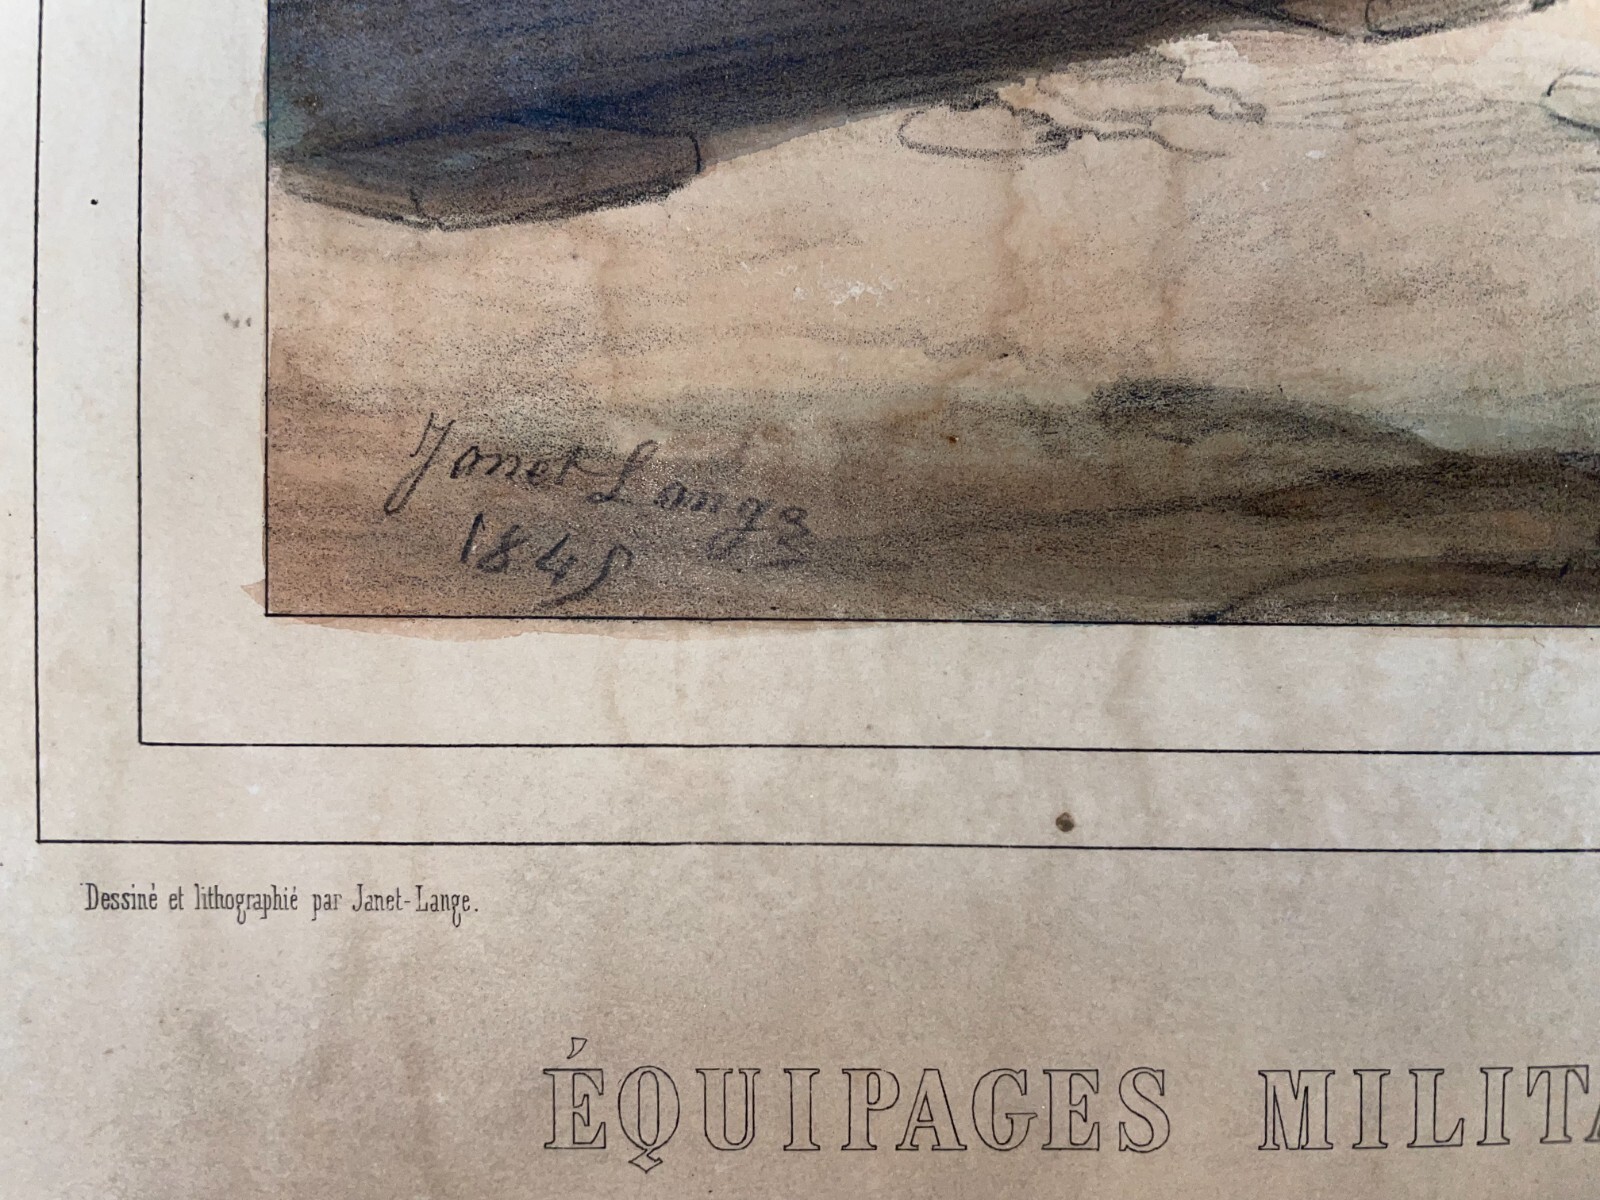 Janet Lange
1845
Dessiné et lithographié par Janet-Lange.
ÉQUIPAGES MILITA